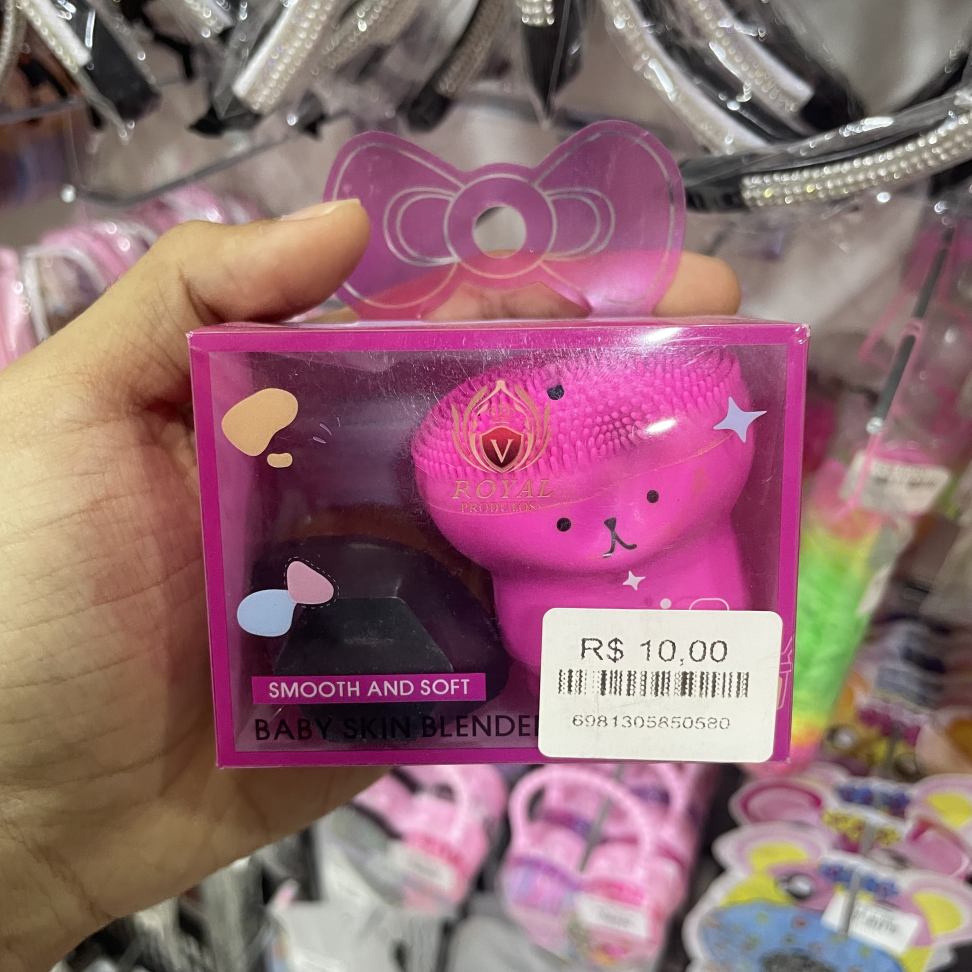 V
ROYAL
PRODUTOS
R$ 10,00
6981305850580
SMOOTH AND SOFT
BABY SKIN BLENDER